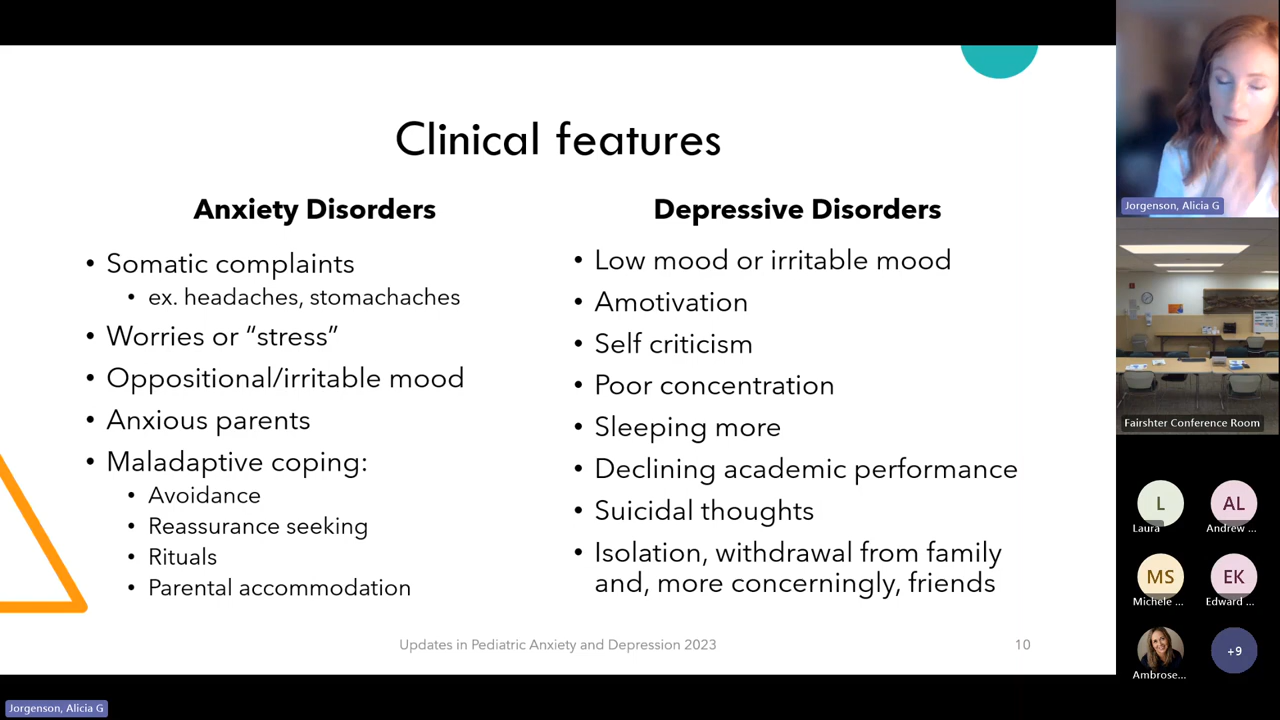 Clinical features
Anxiety Disorders
• Somatic complaints
• ex. headaches, stomachaches
• Worries or “stress”
• Oppositional/irritable mood
• Anxious parents
• Maladaptive coping:
• Avoidance
• Reassurance seeking
• Rituals
• Parental accommodation
Depressive Disorders
• Low mood or irritable mood
• Amotivation
• Self criticism
• Poor concentration
• Sleeping more
• Declining academic performance
• Suicidal thoughts
• Isolation, withdrawal from family
and, more concerningly, friends
Updates in Pediatric Anxiety and Depression 2023
10
Jorgenson, Alicia G
Fairshter Conference Room
L
Laura
AL
Andrew ...
MS
Michele ...
EK
Edward ...
Ambrose...
+9
Jorgenson, Alicia G